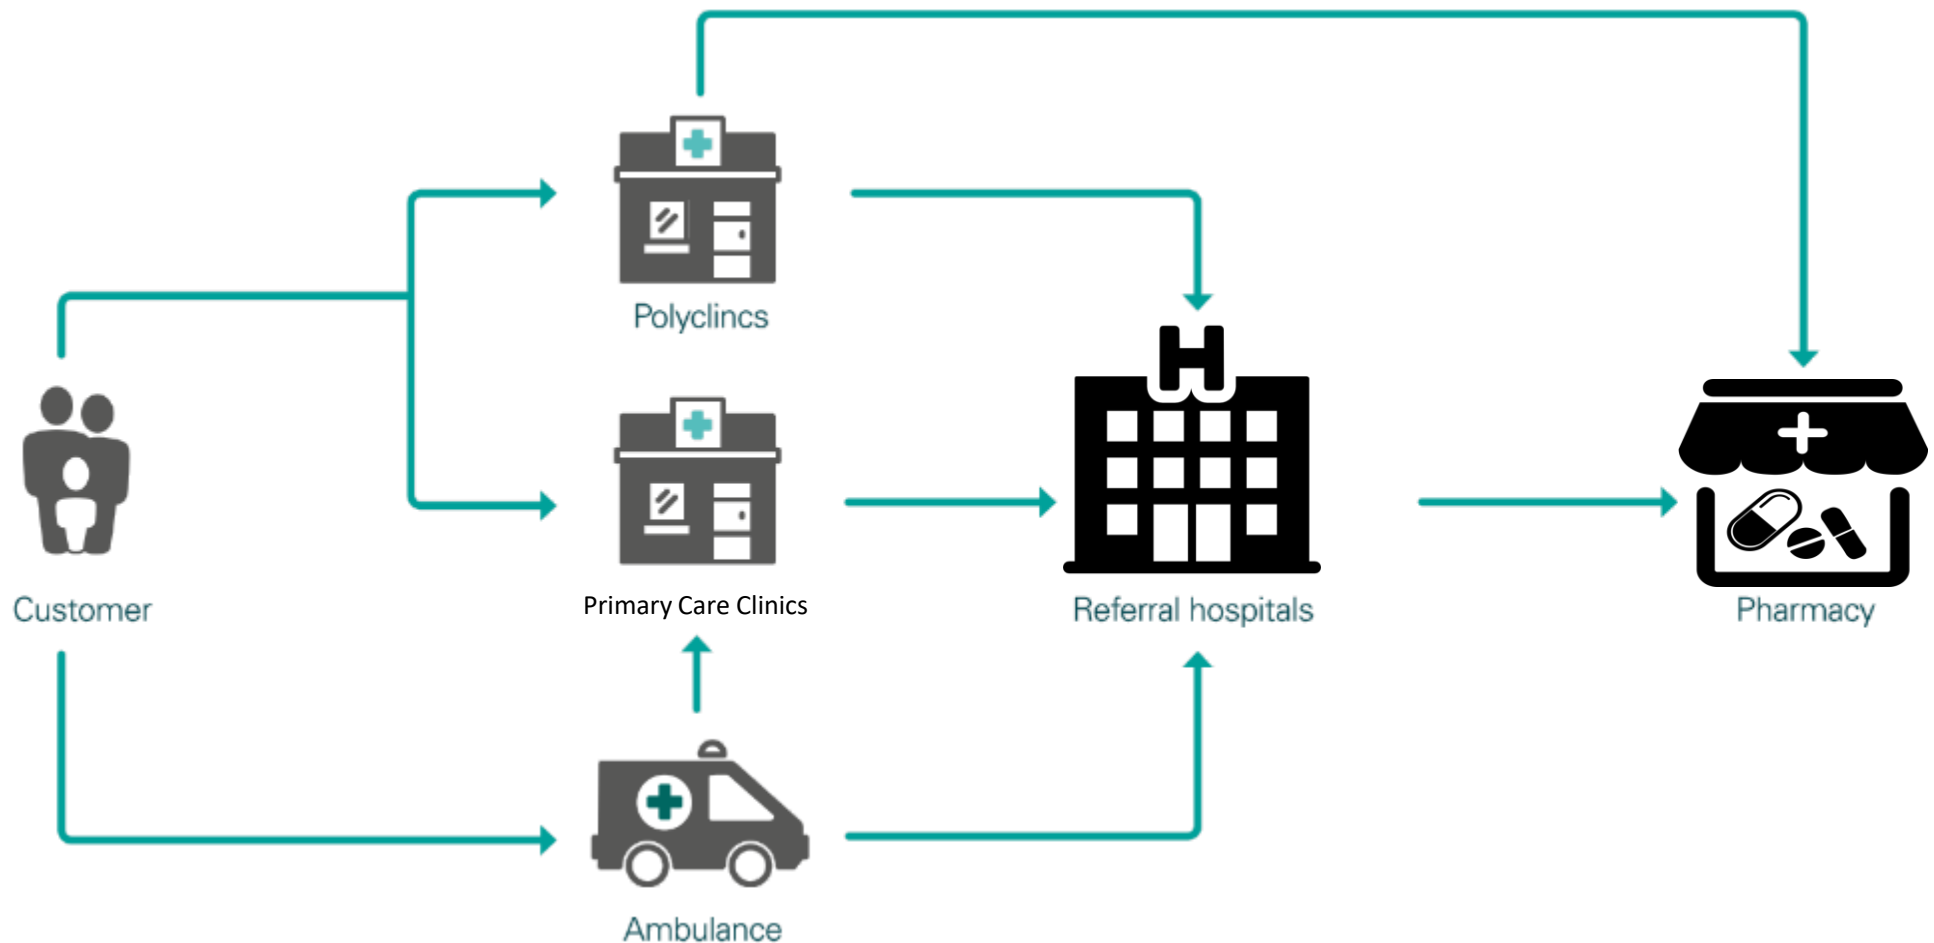 Polyclincs
Customer
Primary Care Clinics
Referral hospitals
Pharmacy
Ambulance